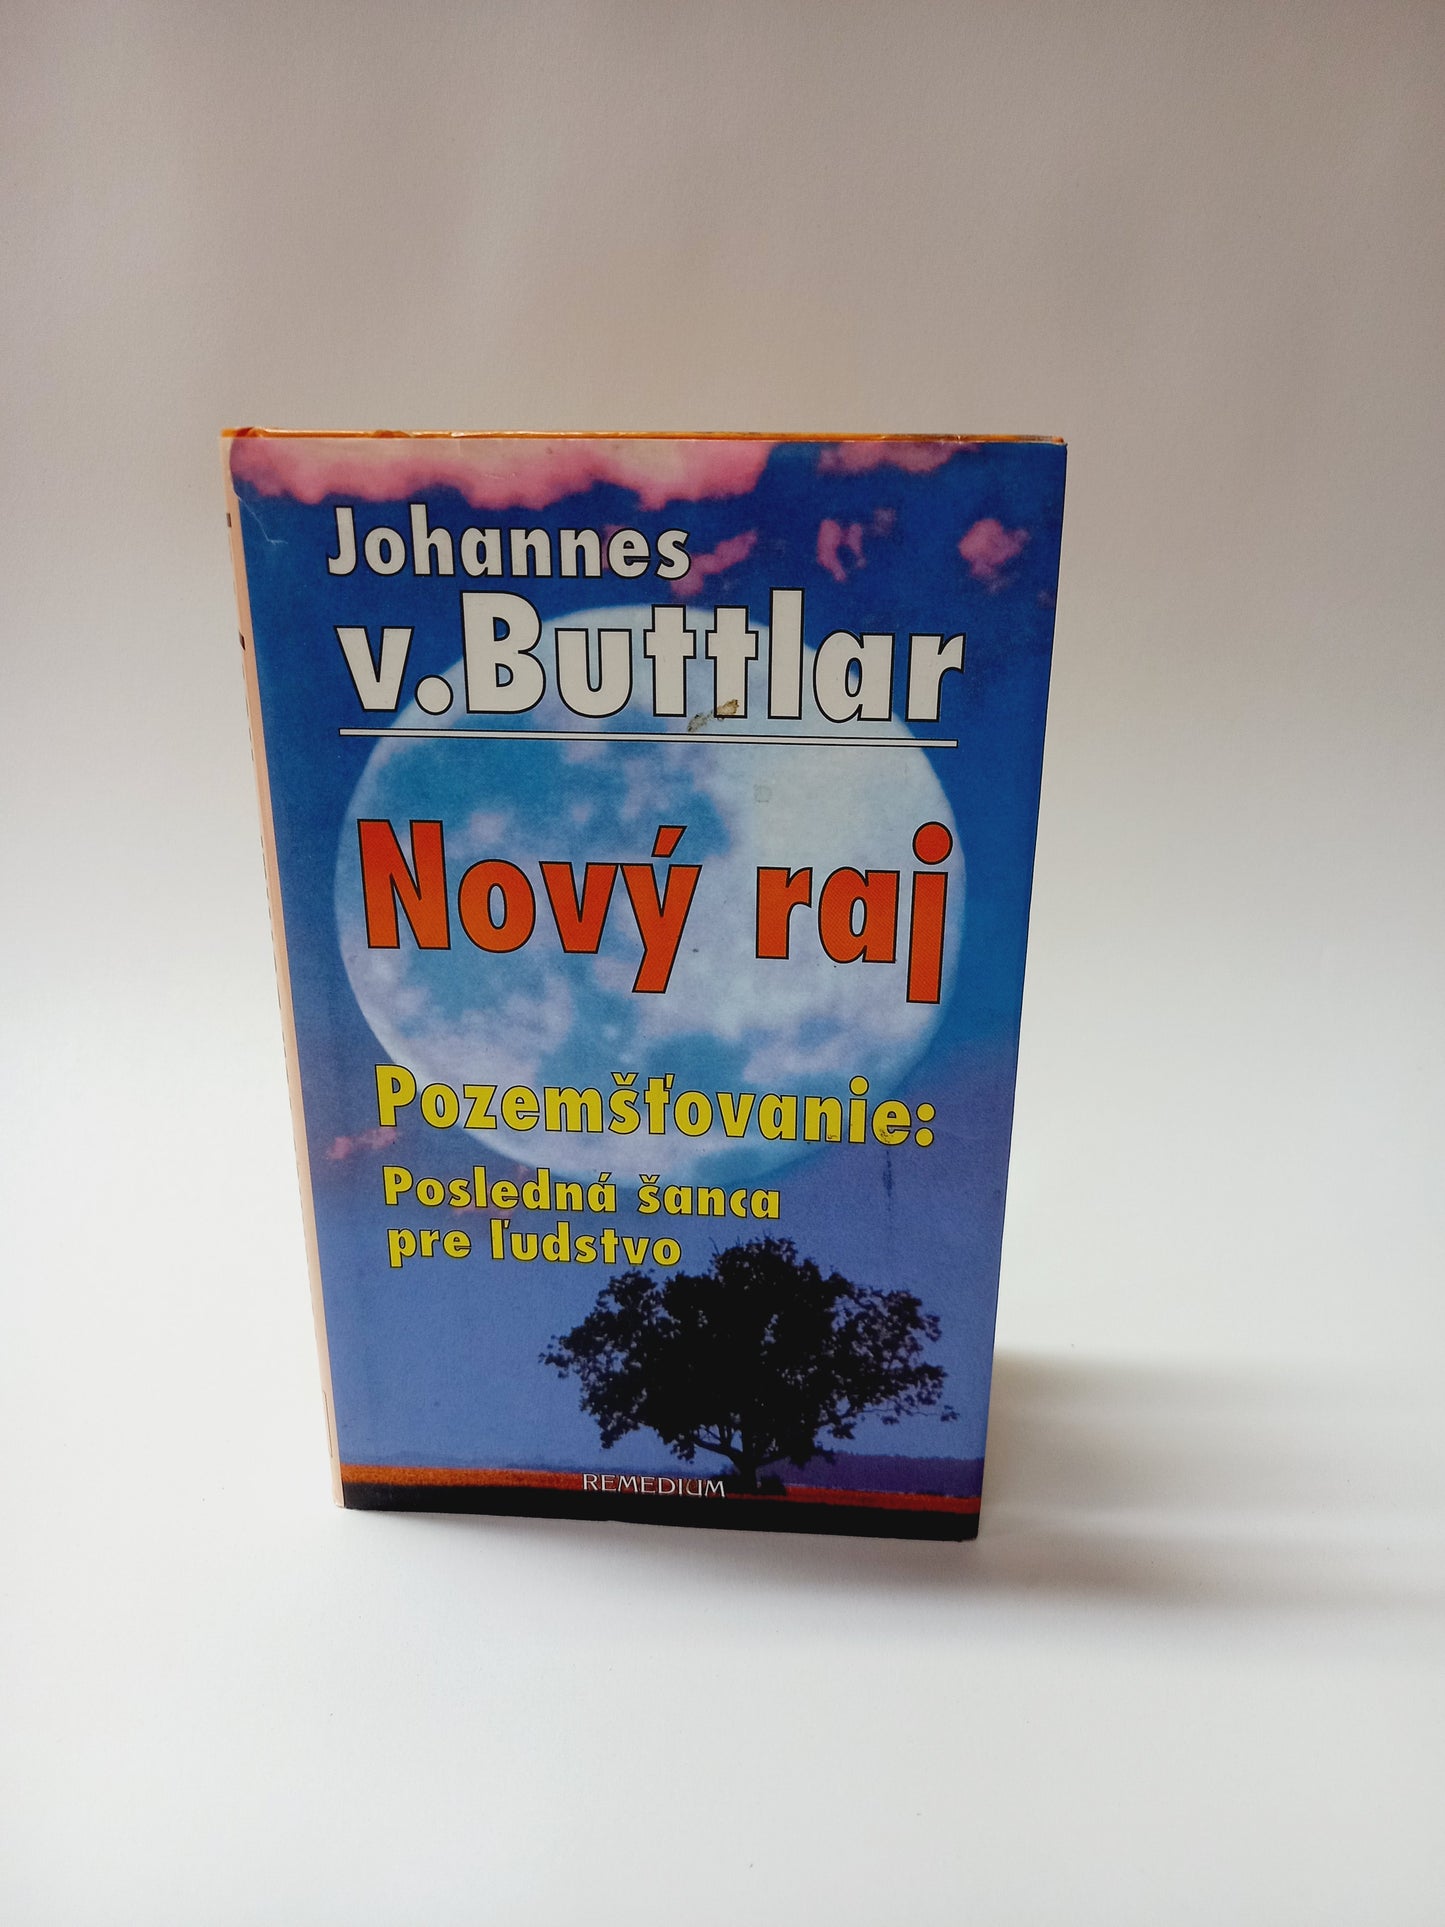 Johannes
v.Buttlar
Nový raj
Pozemšťovanie:
Posledná šanca
pre ľudstvo
REMEDIUM